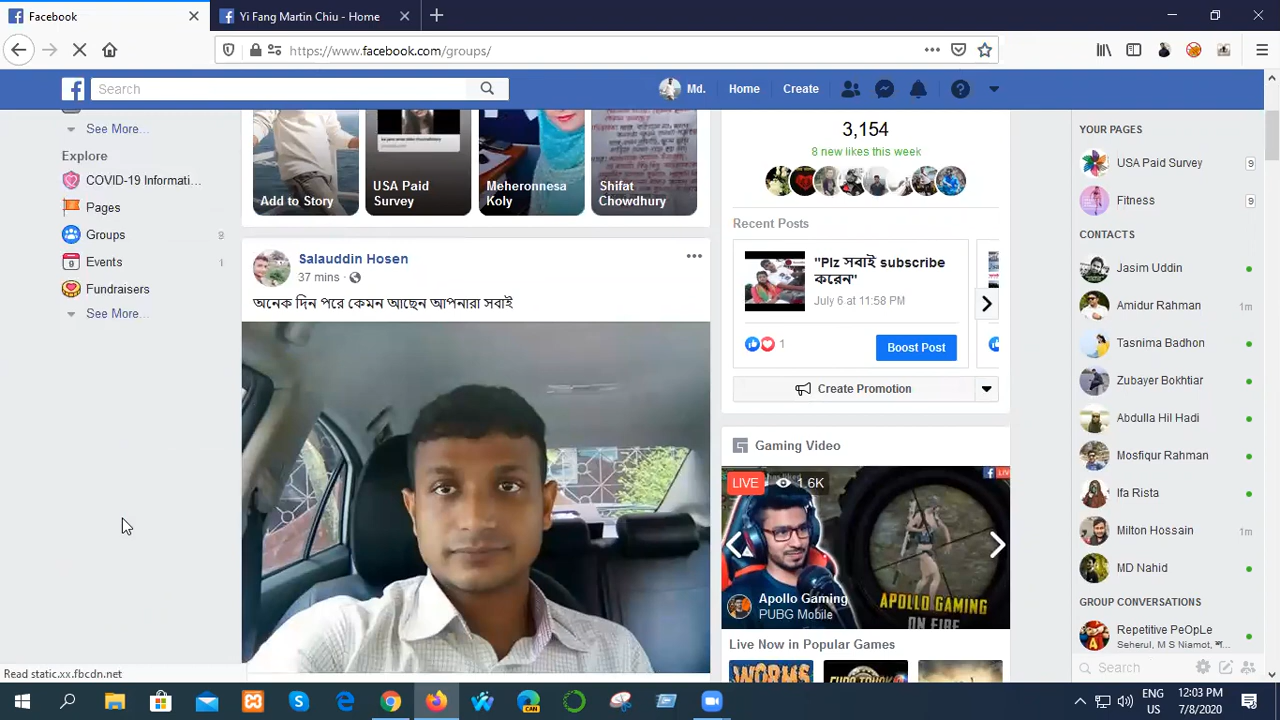 Facebook
Yi Fang Martin Chiu - Home
https://www.facebook.com/groups/
Search
Md.
Home
Create
See More...
Explore
COVID-19 Informati...
Pages
Groups 9
Events 1
Fundraisers
See More...
Add to Story
USA Paid
Survey
Meheronnesa
Koly
Shifat
Chowdhury
Salauddin Hosen
37 mins ·
অনেক দিন পরে কেমন আছেন আপনারা সবাই
3,154
8 new likes this week
Recent Posts
"Plz সবাই subscribe
করেন"
July 6 at 11:58 PM
1
Boost Post
Create Promotion
Gaming Video
LIVE 1.6K
LIVE
APOLLO GAMING
ON FIRE
Apollo Gaming
PUBG Mobile
Live Now in Popular Games
WORMS
YOUR PAGES
USA Paid Survey 9
Fitness 9
CONTACTS
Jasim Uddin
Amidur Rahman 1m
Tasnima Badhon
Zubayer Bokhtiar
Abdulla Hil Hadi
Mosfiqur Rahman
Ifa Rista
Milton Hossain 1m
MD Nahid
GROUP CONVERSATIONS
Repetitive PeOpLe
Seherul, M S Niamot,
Search
Read static.xx.fbcdn.net
CAN
ENG
US
12:03 PM
7/8/2020